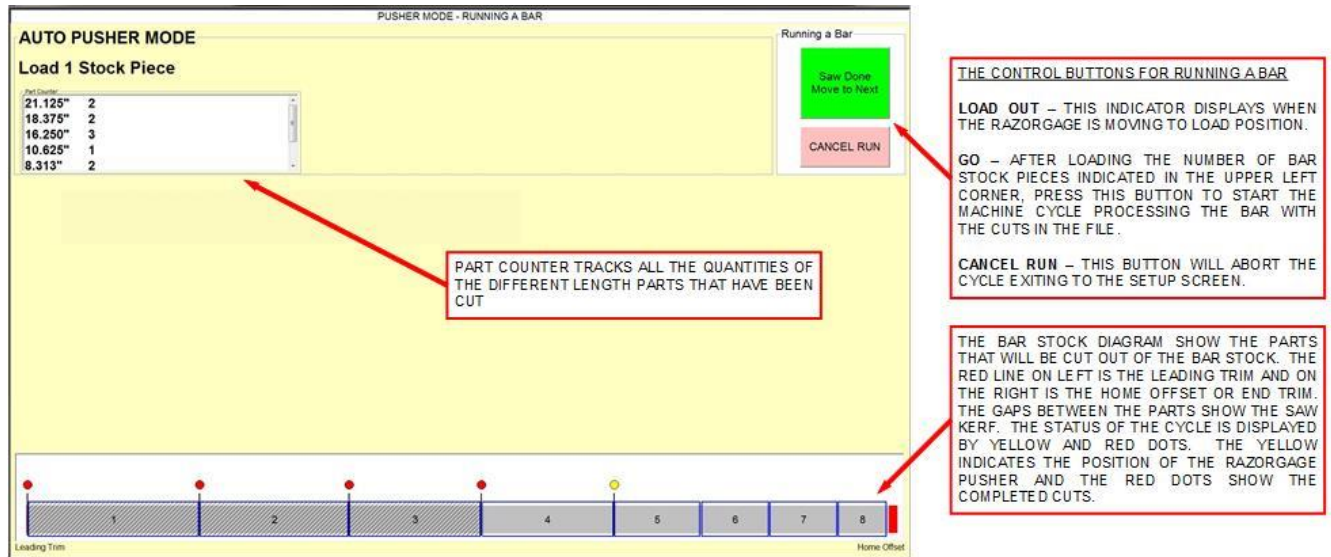 PUSHER MODE - RUNNING A BAR
AUTO PUSHER MODE
Load 1 Stock Piece
Part Counter
21.125" 2
18.375" 2
16.250" 3
10.625" 1
8.313" 2
Running a Bar
Saw Done
Move to Next
CANCEL RUN
THE CONTROL BUTTONS FOR RUNNING A BAR
LOAD OUT – THIS INDICATOR DISPLAYS WHEN
THE RAZORGAGE IS MOVING TO LOAD POSITION.
GO – AFTER LOADING THE NUMBER OF BAR
STOCK PIECES INDICATED IN THE UPPER LEFT
CORNER, PRESS THIS BUTTON TO START THE
MACHINE CYCLE PROCESSING THE BAR WITH
THE CUTS IN THE FILE.
CANCEL RUN – THIS BUTTON WILL ABORT THE
CYCLE EXITING TO THE SETUP SCREEN.
PART COUNTER TRACKS ALL THE QUANTITIES OF
THE DIFFERENT LENGTH PARTS THAT HAVE BEEN
CUT
THE BAR STOCK DIAGRAM SHOW THE PARTS
THAT WILL BE CUT OUT OF THE BAR STOCK. THE
RED LINE ON LEFT IS THE LEADING TRIM AND ON
THE RIGHT IS THE HOME OFFSET OR END TRIM.
THE GAPS BETWEEN THE PARTS SHOW THE SAW
KERF. THE STATUS OF THE CYCLE IS DISPLAYED
BY YELLOW AND RED DOTS. THE YELLOW
INDICATES THE POSITION OF THE RAZORGAGE
PUSHER AND THE RED DOTS SHOW THE
COMPLETED CUTS.
1 2 3 4 5 6 7 8
Leading Trim Home Offset